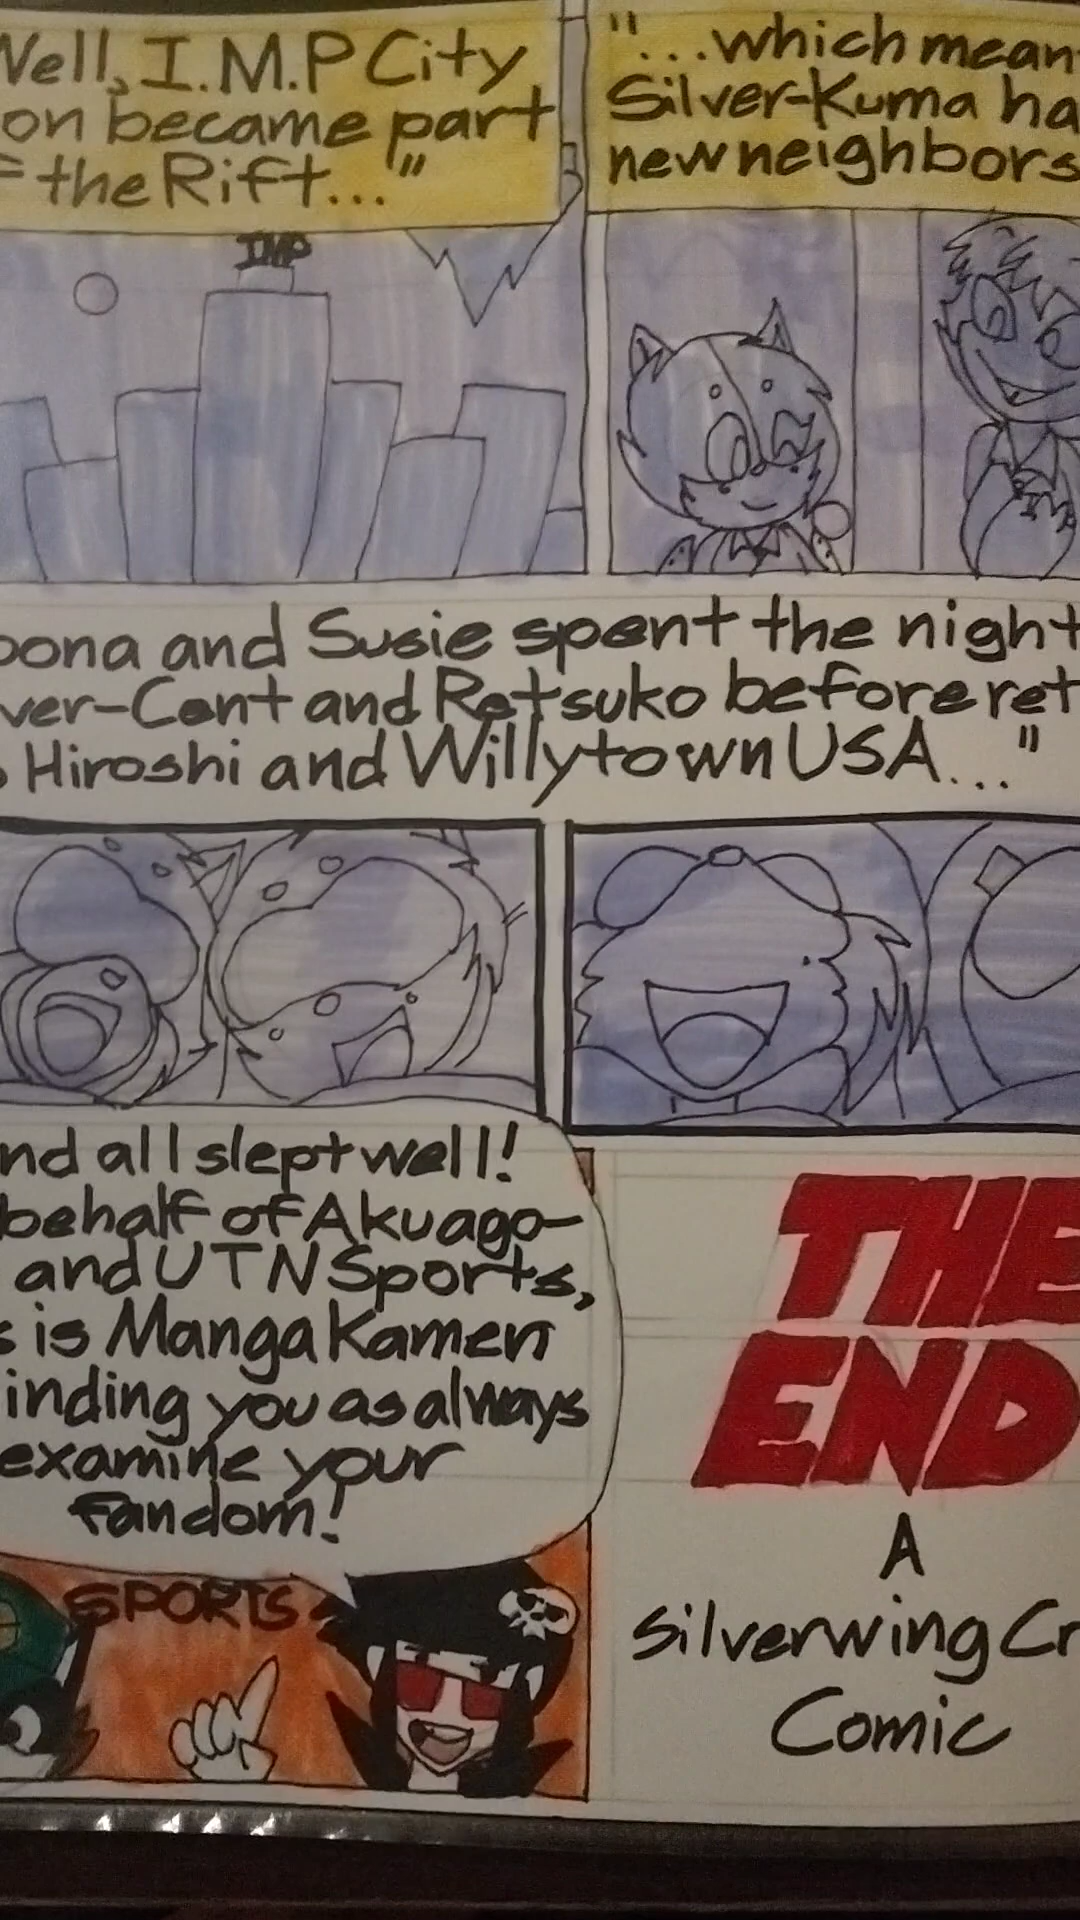 Well, I.M.P City
on became part
the Rift..."
IMP
"...which mean
Silver-Kuma ha
new neighbors
oona and Susie spent the night
ver-Cont and Retsuko before ret
Hiroshi and Willytown USA..."
nd all slept well!
behalf of Akuago-
and UTN Sports,
s is Manga Kamen
inding you as always
examine your
fandom!
SPORTS
THE
END
A
Silverwing Cr
Comic